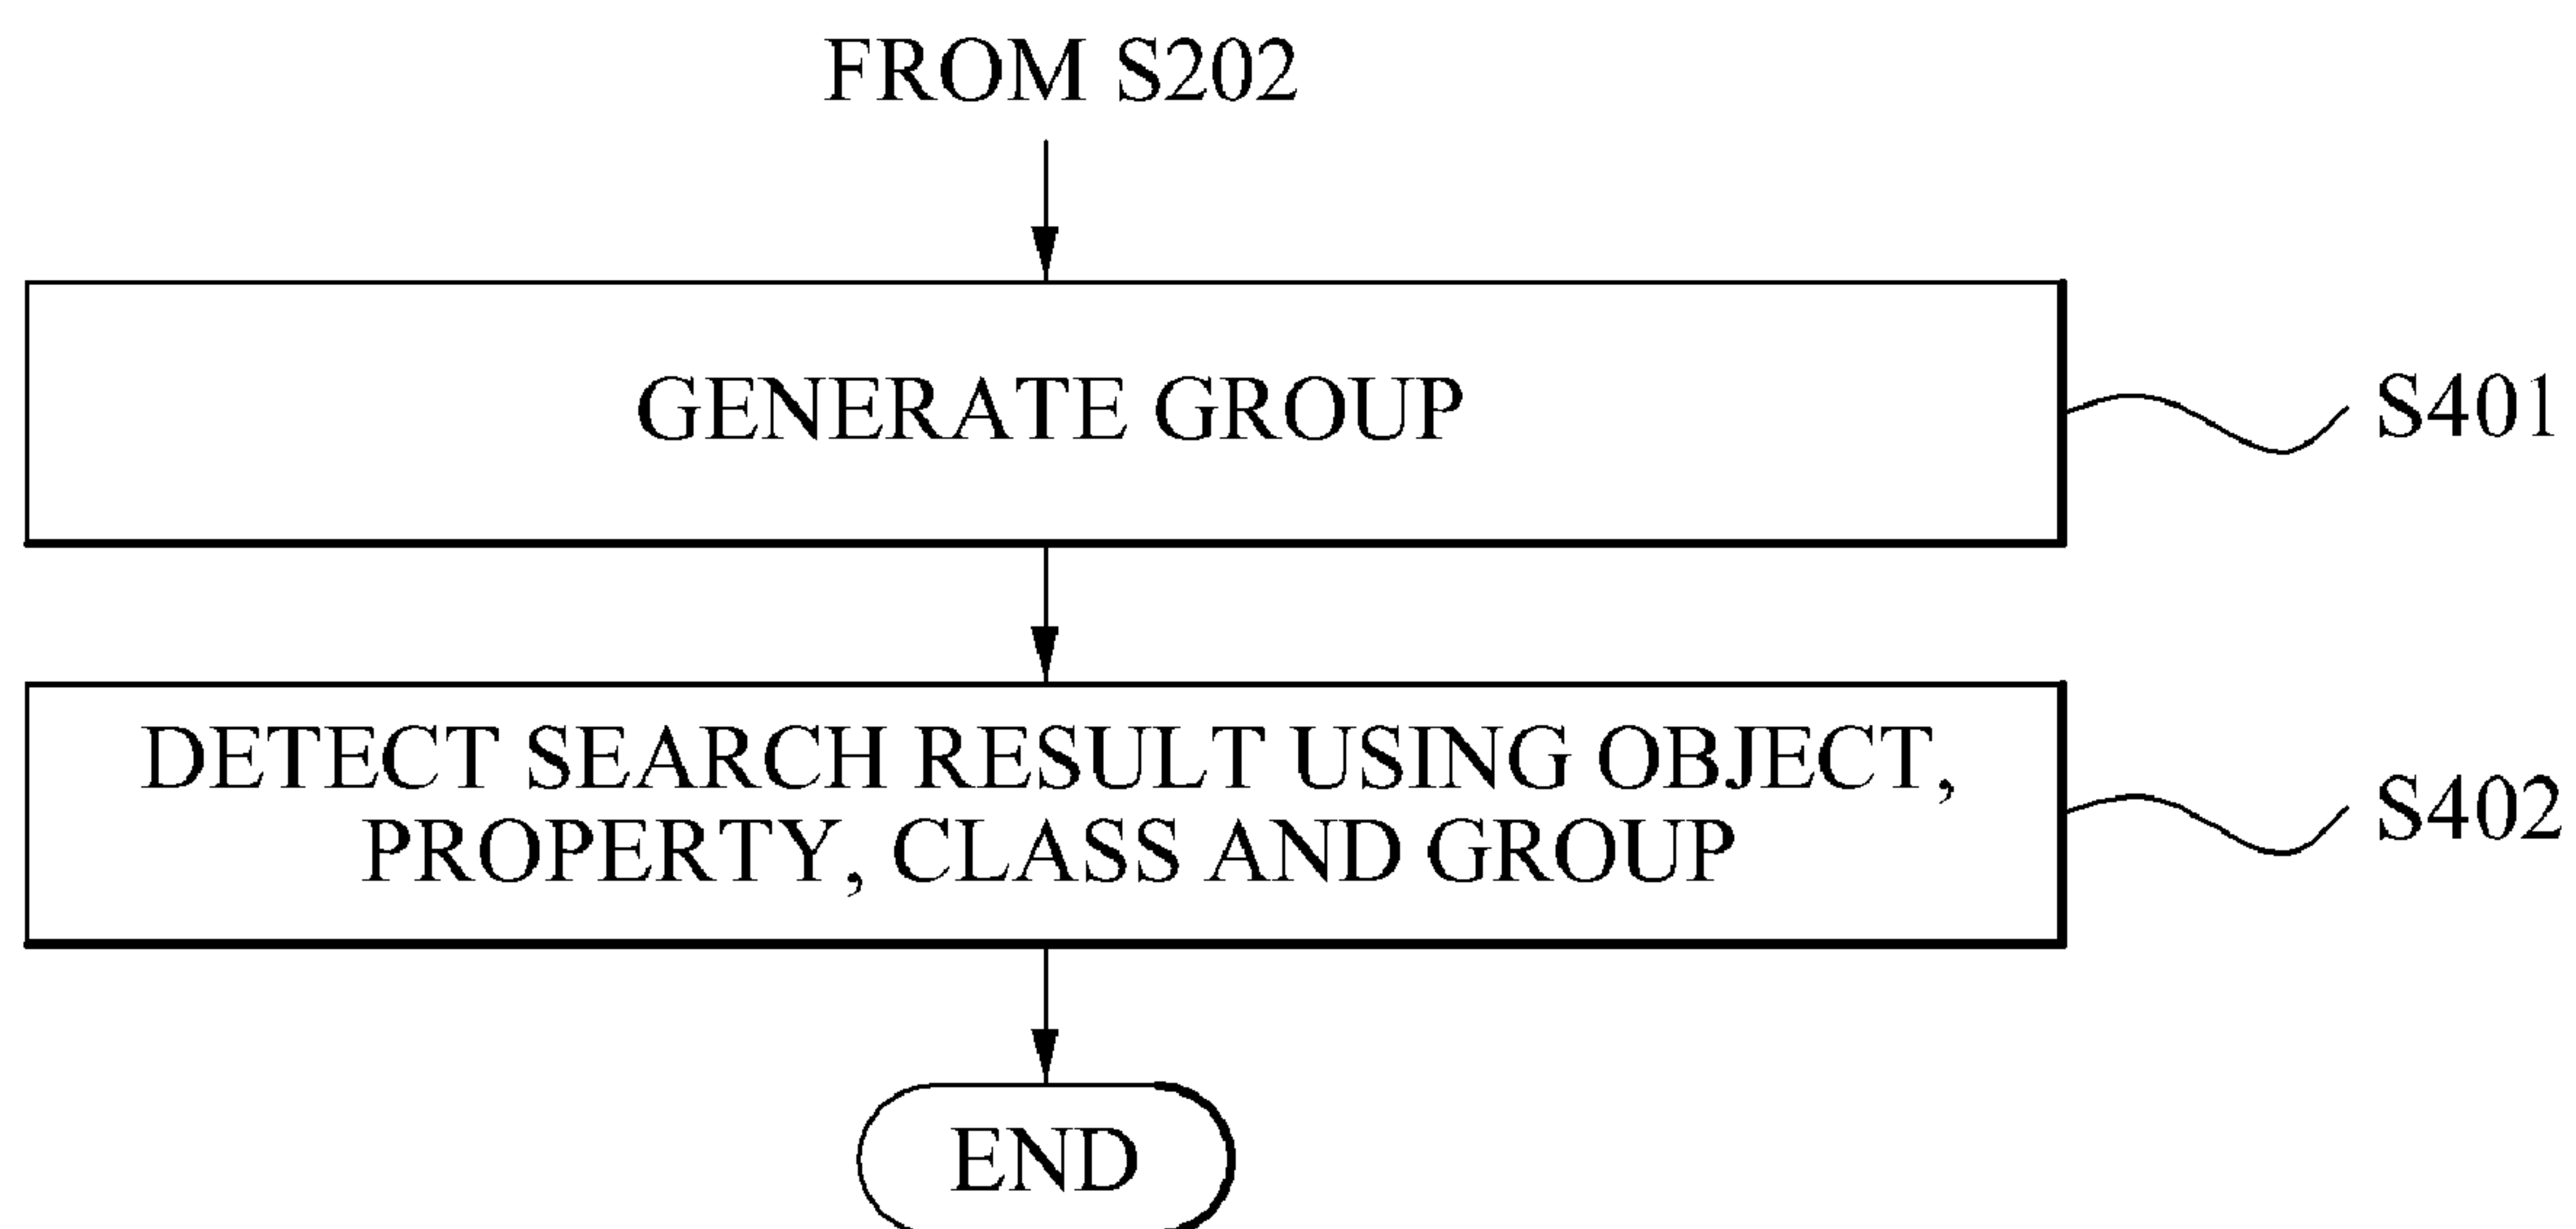 FROM S202
GENERATE GROUP
S401
DETECT SEARCH RESULT USING OBJECT,
PROPERTY, CLASS AND GROUP
S402
END